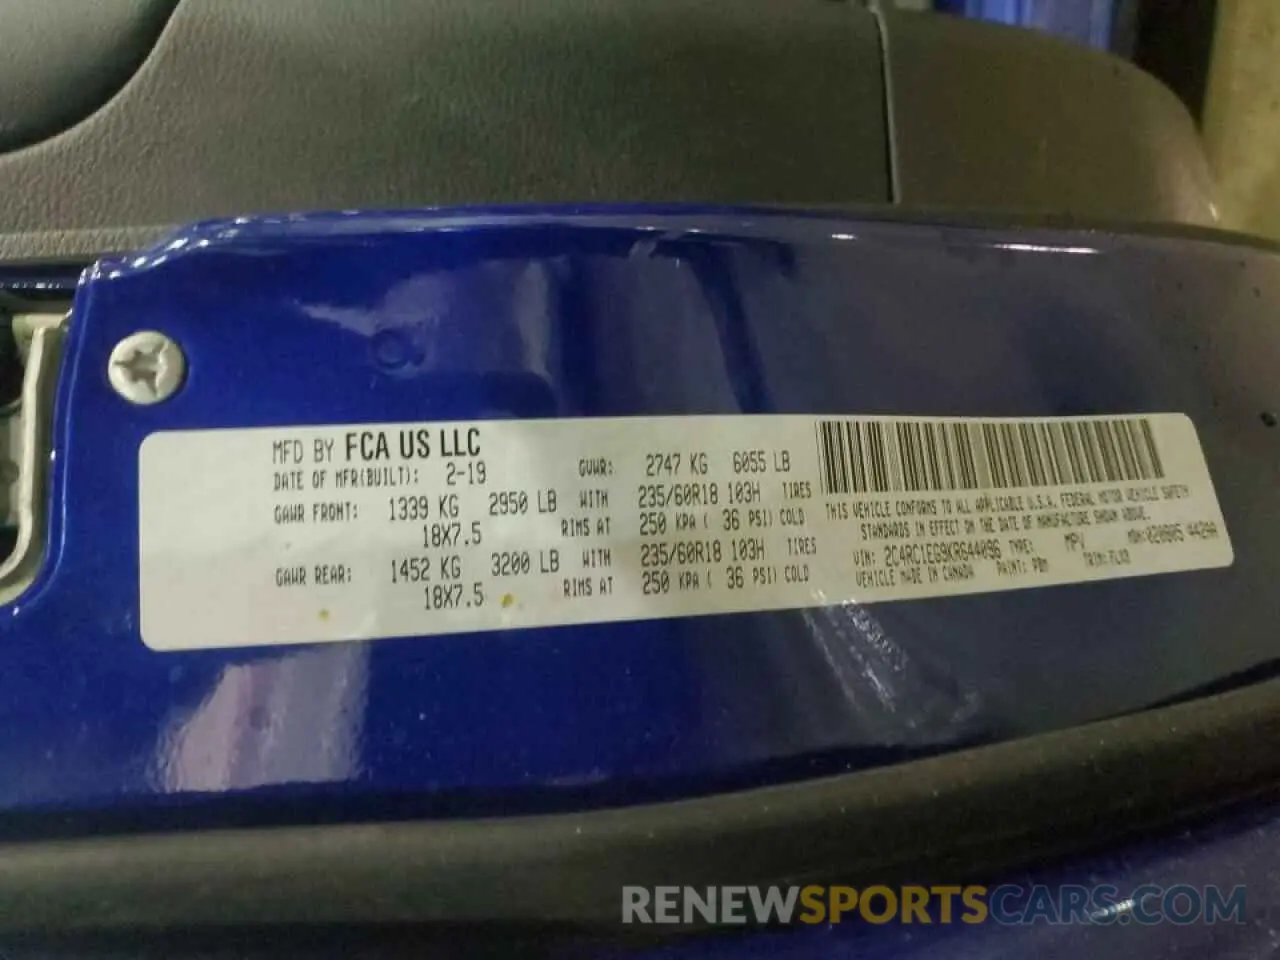 MFD BY FCA US LLC
DATE OF MFR(BUILT): 2-19 GVWR: 2747 KG 6055 LB
GAWR FRONT: 1339 KG 2950 LB WITH 235/60R18 103H TIRES
18X7.5 RIMS AT 250 KPA ( 36 PSI) COLD
GAWR REAR: 1452 KG 3200 LB WITH 235/60R18 103H TIRES
18X7.5 RIMS AT 250 KPA ( 36 PSI) COLD
THIS VEHICLE CONFORMS TO ALL APPLICABLE U.S.A. FEDERAL MOTOR VEHICLE SAFETY
STANDARDS IN EFFECT ON THE DATE OF MANUFACTURE SHOWN ABOVE.
VIN: 2C4RC1EG9KR644096 TYPE: MPV MDH:
VEHICLE MADE IN CANADA PAINT: PBM TRIM:
RENEWSPORTSCARS.COM